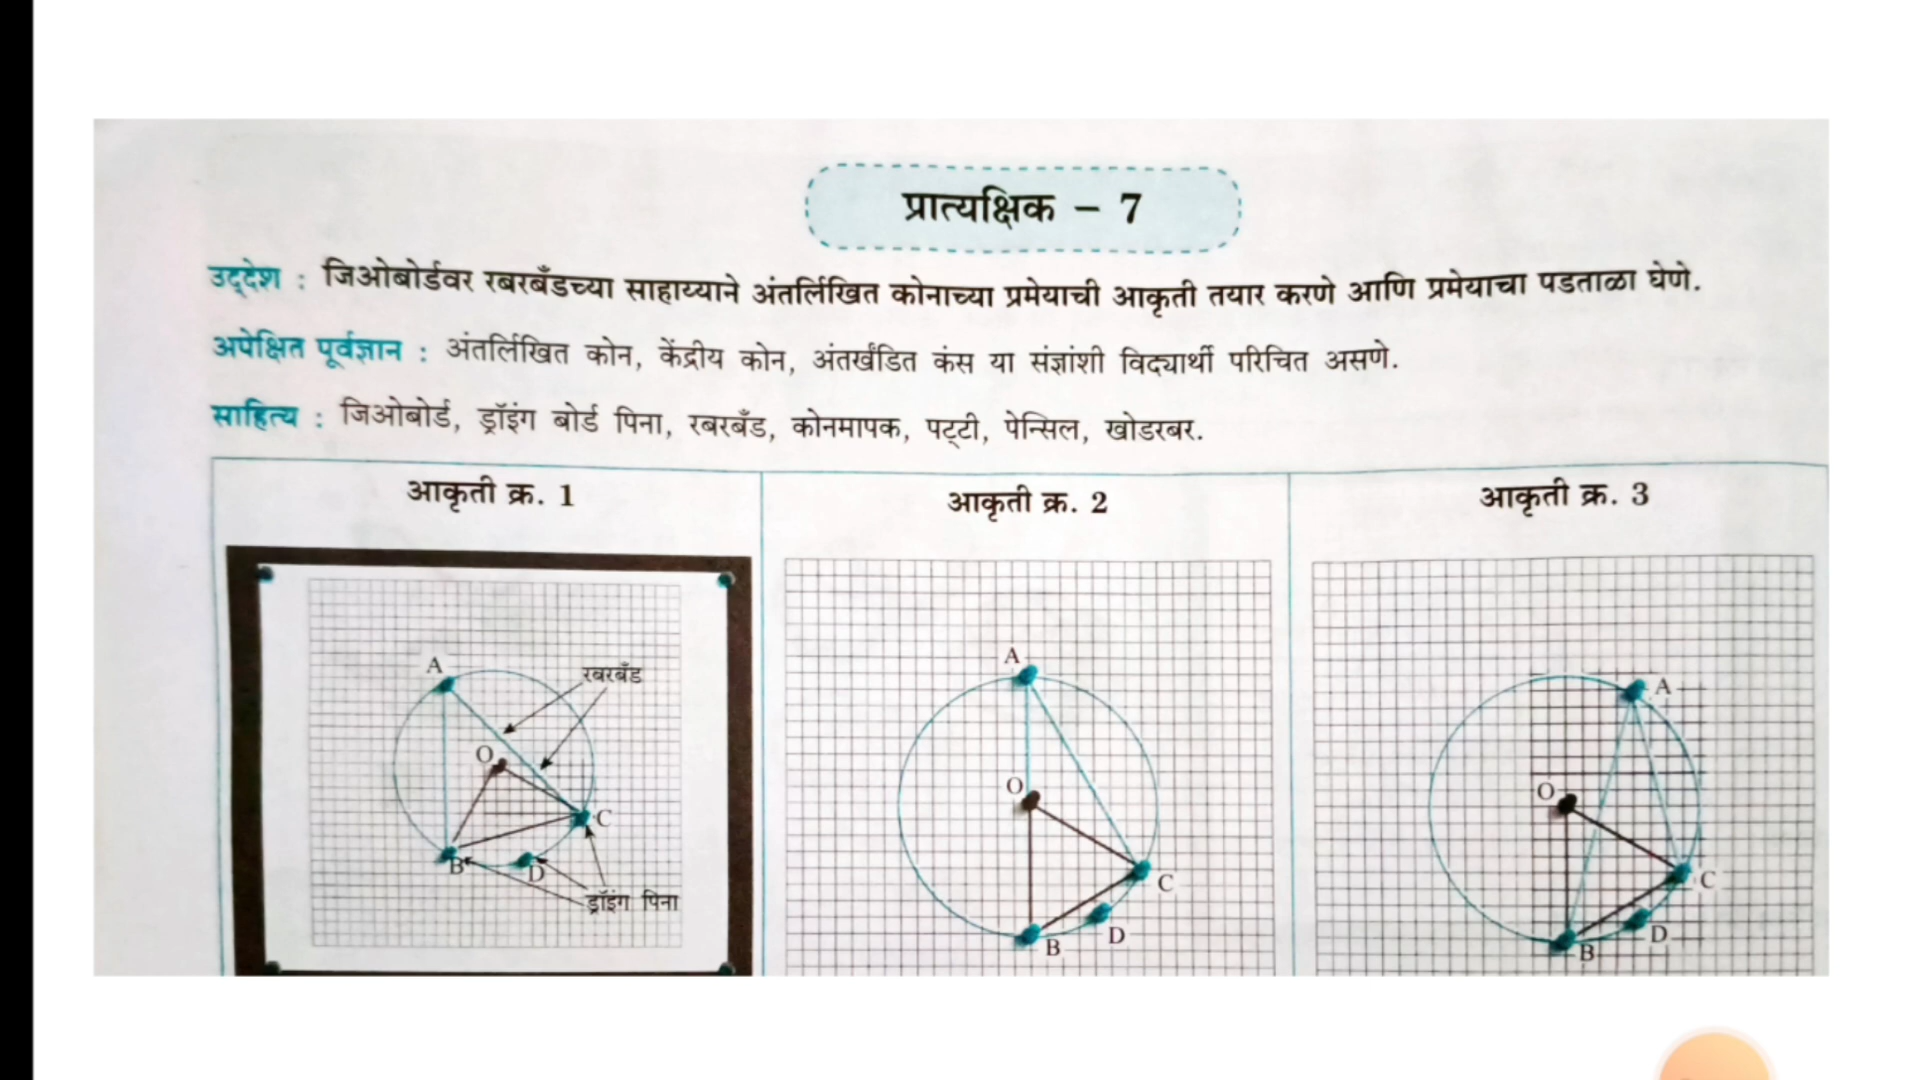 प्रात्यक्षिक – 7
उद्देश : जिओबोर्डवर रबरबँडच्या साहाय्याने अंतर्लिखित कोनाच्या प्रमेयाची आकृती तयार करणे आणि प्रमेयाचा पडताळा घेणे.
अपेक्षित पूर्वज्ञान : अंतर्लिखित कोन, केंद्रीय कोन, अंतर्खंडित कंस या संज्ञांशी विद्यार्थी परिचित असणे.
साहित्य : जिओबोर्ड, ड्रॉइंग बोर्ड पिना, रबरबँड, कोनमापक, पट्टी, पेन्सिल, खोडरबर.
आकृती क्र. 1
A
रबरबँड
O
C
B
D
ड्रॉइंग पिना
आकृती क्र. 2
A
O
C
D
B
आकृती क्र. 3
A
O
C
D
B